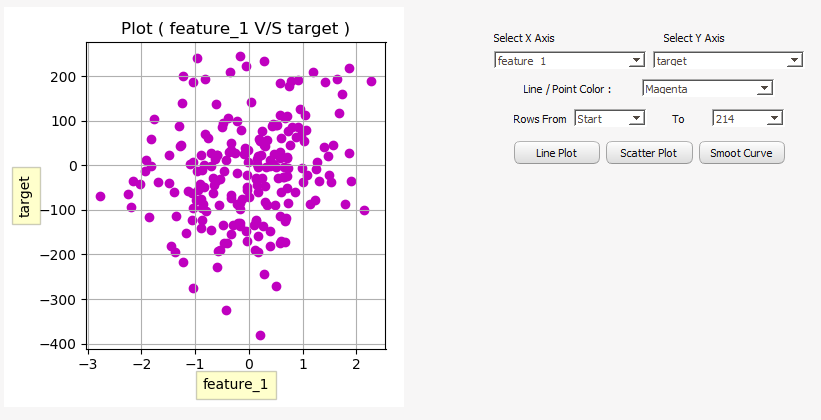 Plot ( feature_1 V/S target )
200
100
0
−100
−200
−300
−400
target
−3
−2
−1
0
1
2
feature_1
Select X Axis
Select Y Axis
feature_1
target
Line / Point Color :
Magenta
Rows From
Start
To
214
Line Plot
Scatter Plot
Smoot Curve